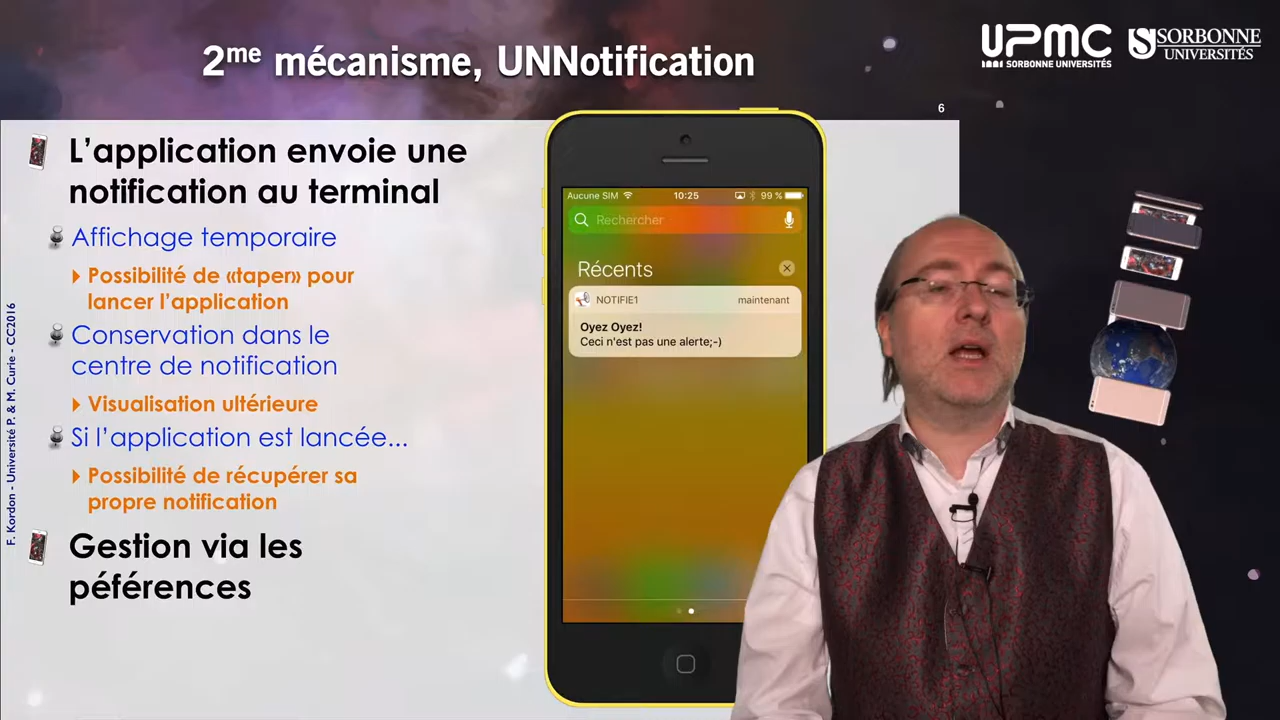 2me mécanisme, UNNotification
UPMC
SORBONNE UNIVERSITÉS
SORBONNE
UNIVERSITÉS
6
L’application envoie une
notification au terminal
Affichage temporaire
Possibilité de «taper» pour
lancer l’application
Conservation dans le
centre de notification
Visualisation ultérieure
Si l’application est lancée...
Possibilité de récupérer sa
propre notification
Gestion via les
péférences
F. Kordon - Université P. & M. Curie - CC2016
Aucune SIM 10:25 99 %
Rechercher
Récents
NOTIFIE1 maintenant
Oyez Oyez!
Ceci n'est pas une alerte;-)